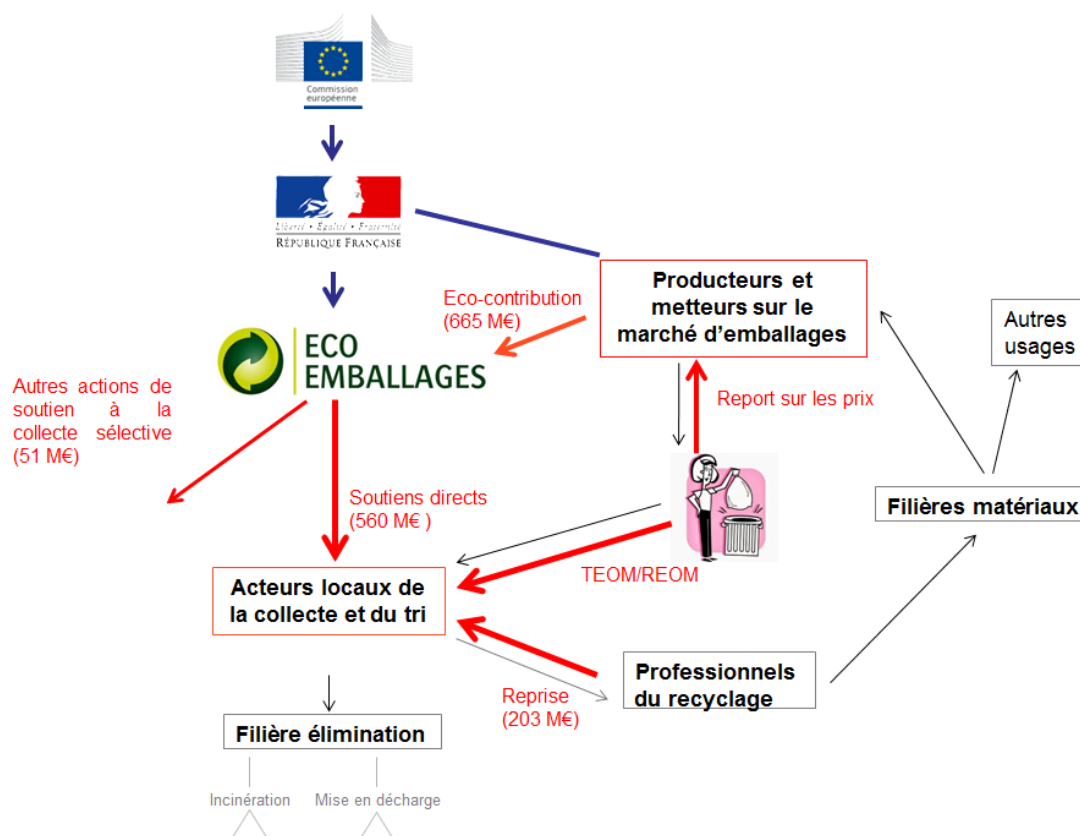 Commission
européenne
Liberté • Égalité • Fraternité
RÉPUBLIQUE FRANÇAISE
Producteurs et
metteurs sur le
marché d'emballages
Eco-contribution
(665 M€)
Autres
usages
ECO
EMBALLAGES
Autres actions de
soutien à la
collecte sélective
(51 M€)
Report sur les prix
Soutiens directs
(560 M€ )
Filières matériaux
TEOM/REOM
Acteurs locaux de
la collecte et du tri
Professionnels
du recyclage
Reprise
(203 M€)
Filière élimination
Incinération
Mise en décharge